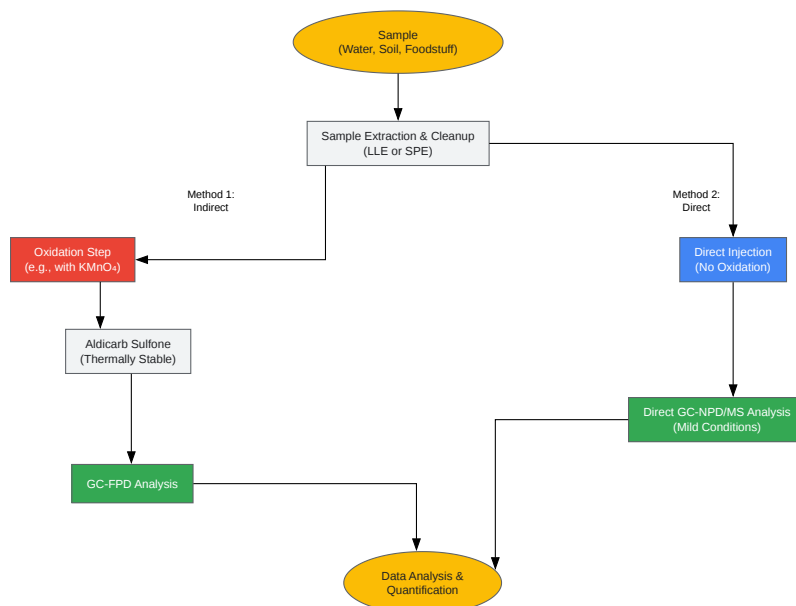 Sample
(Water, Soil, Foodstuff)
Sample Extraction & Cleanup
(LLE or SPE)
Method 1:
Indirect
Method 2:
Direct
Oxidation Step
(e.g., with KMnO₄)
Direct Injection
(No Oxidation)
Aldicarb Sulfone
(Thermally Stable)
Direct GC-NPD/MS Analysis
(Mild Conditions)
GC-FPD Analysis
Data Analysis &
Quantification